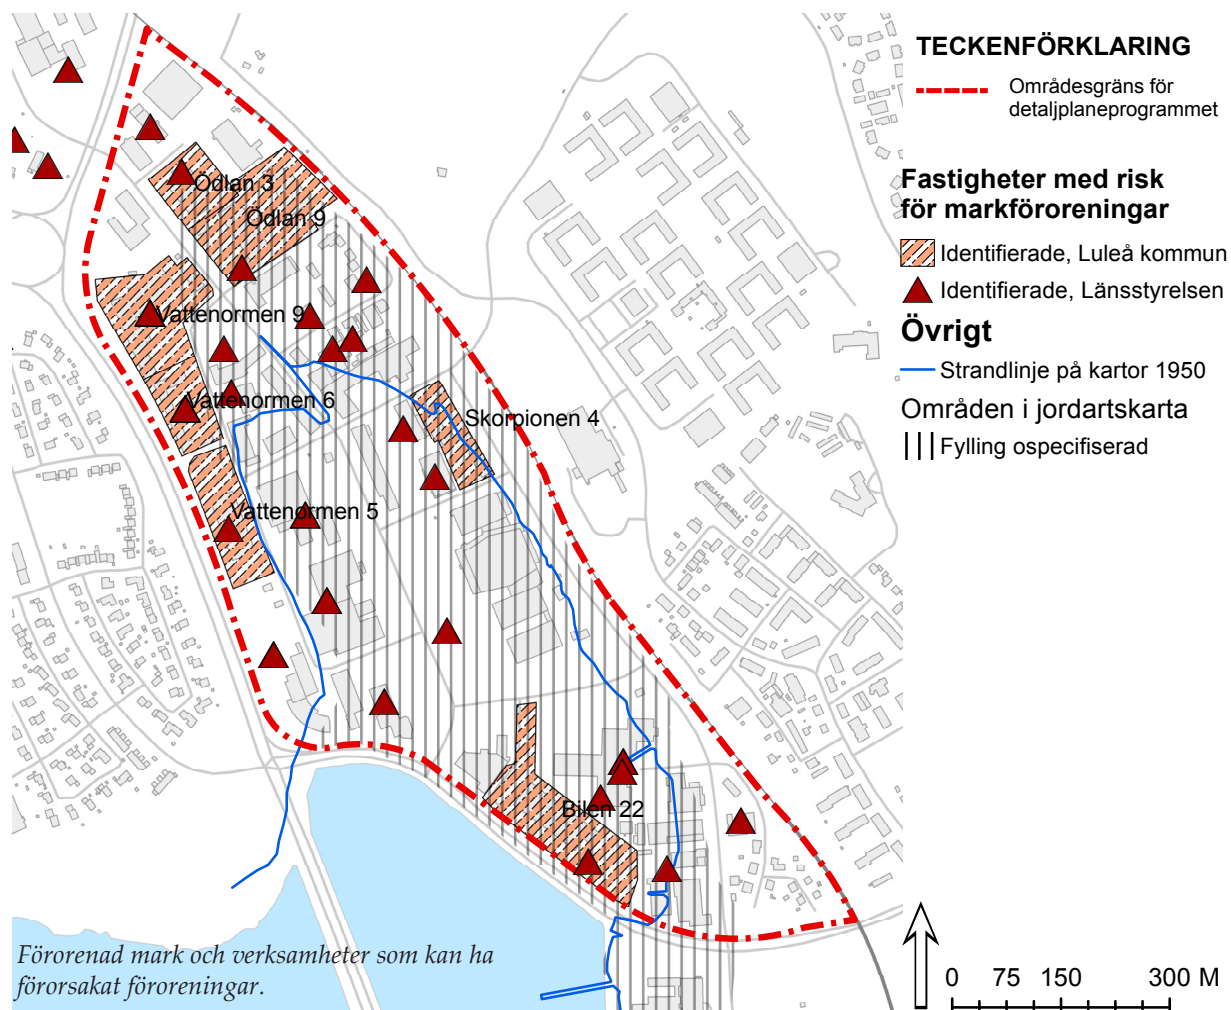 TECKENFÖRKLARING
Områdesgräns för
detaljplaneprogrammet
Fastigheter med risk
för markföroreningar
Identifierade, Luleå kommun
Identifierade, Länsstyrelsen
Övrigt
Strandlinje på kartor 1950
Områden i jordartskarta
Fylling ospecifiserad
Ödlan 3
Ödlan 9
Vattenormen 9
Vattenormen 6
Skorpionen 4
Vattenormen 5
Bilen 22
Förorenad mark och verksamheter som kan ha
förorsakat föroreningar.
0 75 150 300 M